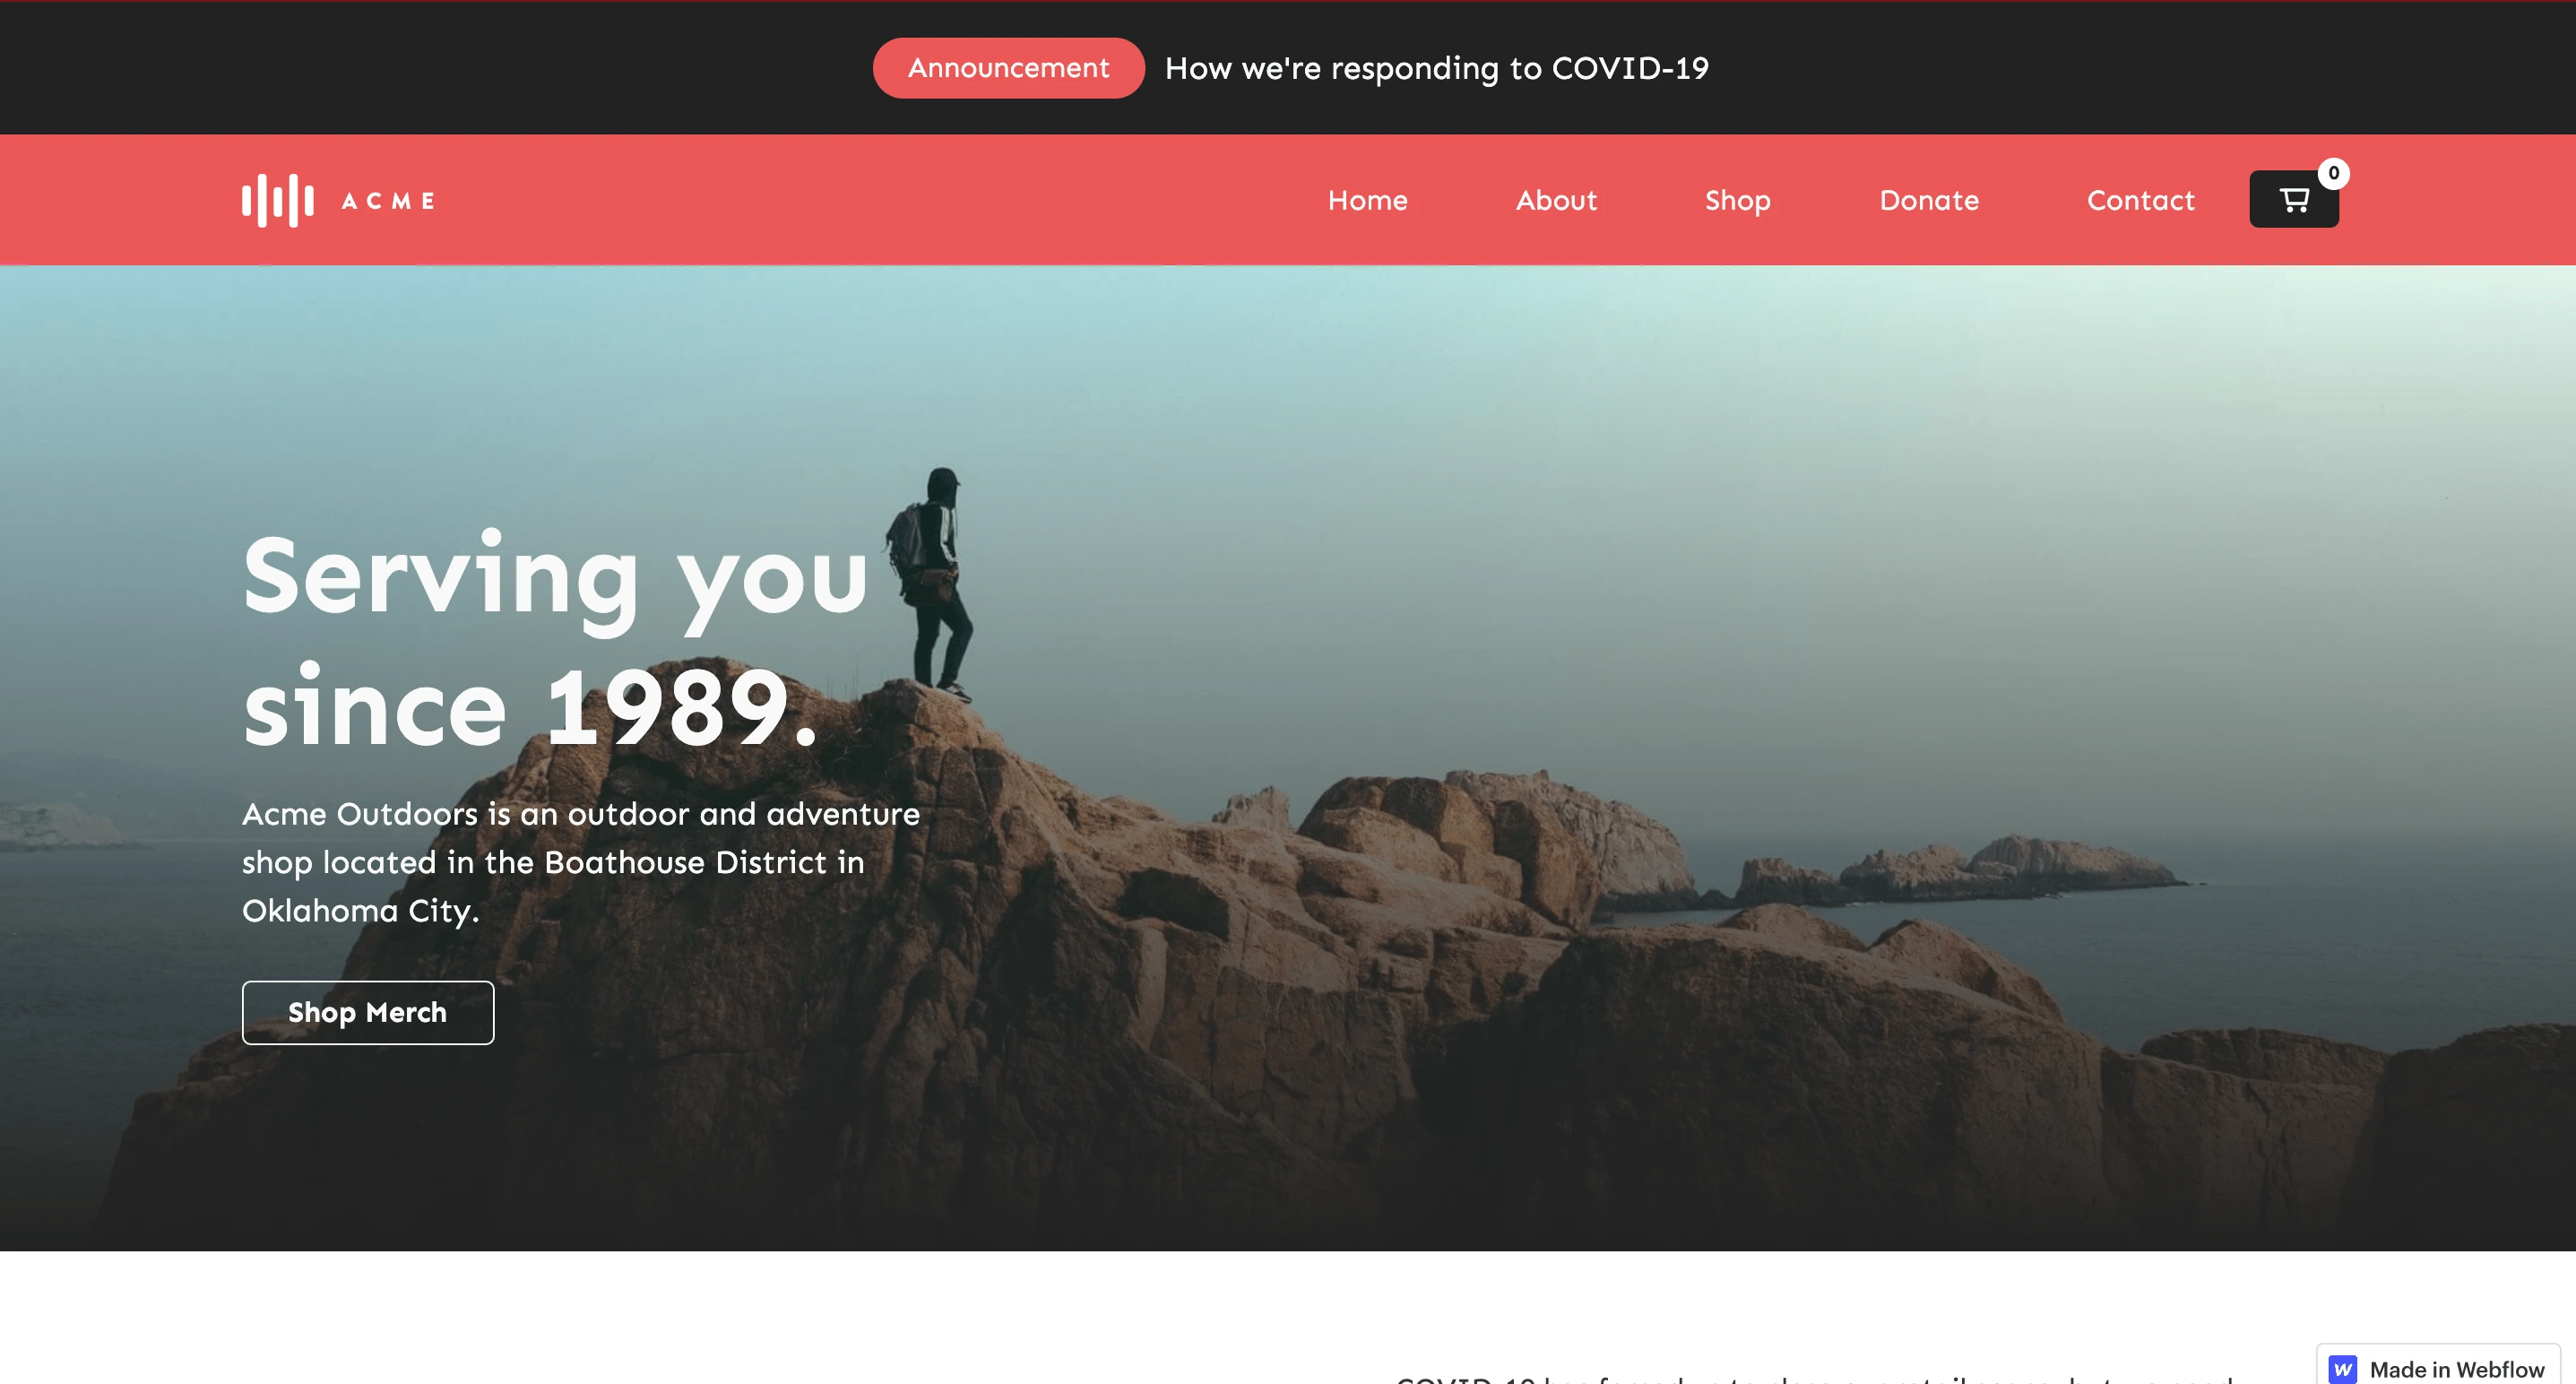 Announcement How we're responding to COVID-19
ACME Home About Shop Donate Contact 0
Serving you
since 1989.
Acme Outdoors is an outdoor and adventure
shop located in the Boathouse District in
Oklahoma City.
Shop Merch
Made in Webflow